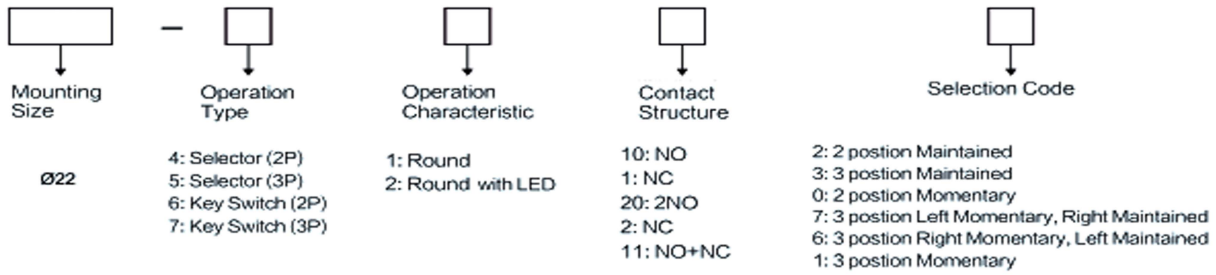 –
Mounting
Size
Ø22
Operation
Type
4: Selector (2P)
5: Selector (3P)
6: Key Switch (2P)
7: Key Switch (3P)
Operation
Characteristic
1: Round
2: Round with LED
Contact
Structure
10: NO
1: NC
20: 2NO
2: NC
11: NO+NC
Selection Code
2: 2 postion Maintained
3: 3 postion Maintained
0: 2 postion Momentary
7: 3 postion Left Momentary, Right Maintained
6: 3 postion Right Momentary, Left Maintained
1: 3 postion Momentary